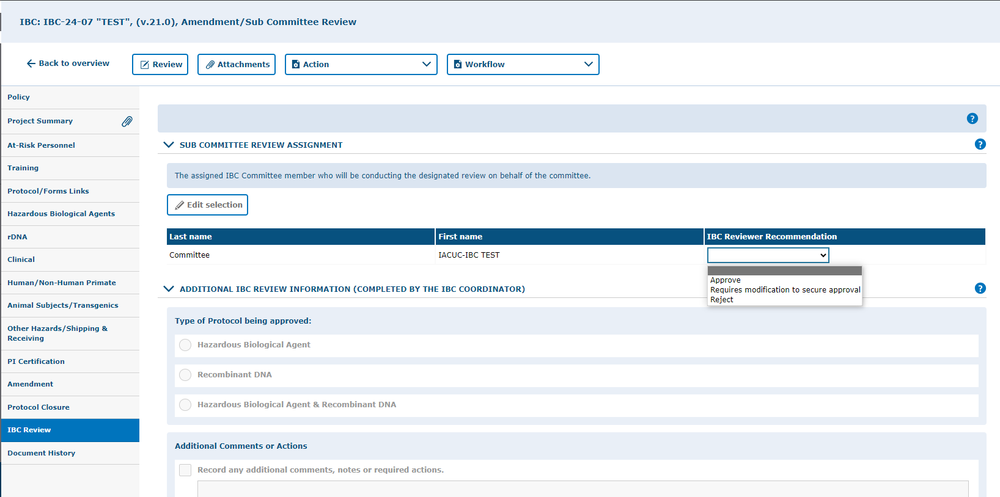 IBC: IBC-24-07 "TEST", (v.21.0), Amendment/Sub Committee Review
Back to overview
Review
Attachments
Action
Workflow
Policy
Project Summary
At-Risk Personnel
Training
Protocol/Forms Links
Hazardous Biological Agents
rDNA
Clinical
Human/Non-Human Primate
Animal Subjects/Transgenics
Other Hazards/Shipping &
Receiving
PI Certification
Amendment
Protocol Closure
IBC Review
Document History
?
SUB COMMITTEE REVIEW ASSIGNMENT
?
The assigned IBC Committee member who will be conducting the designated review on behalf of the committee.
Edit selection
Last name
First name
IBC Reviewer Recommendation
Committee
IACUC-IBC TEST
Approve
Requires modification to secure approval
Reject
ADDITIONAL IBC REVIEW INFORMATION (COMPLETED BY THE IBC COORDINATOR)
?
Type of Protocol being approved:
Hazardous Biological Agent
Recombinant DNA
Hazardous Biological Agent & Recombinant DNA
Additional Comments or Actions
Record any additional comments, notes or required actions.